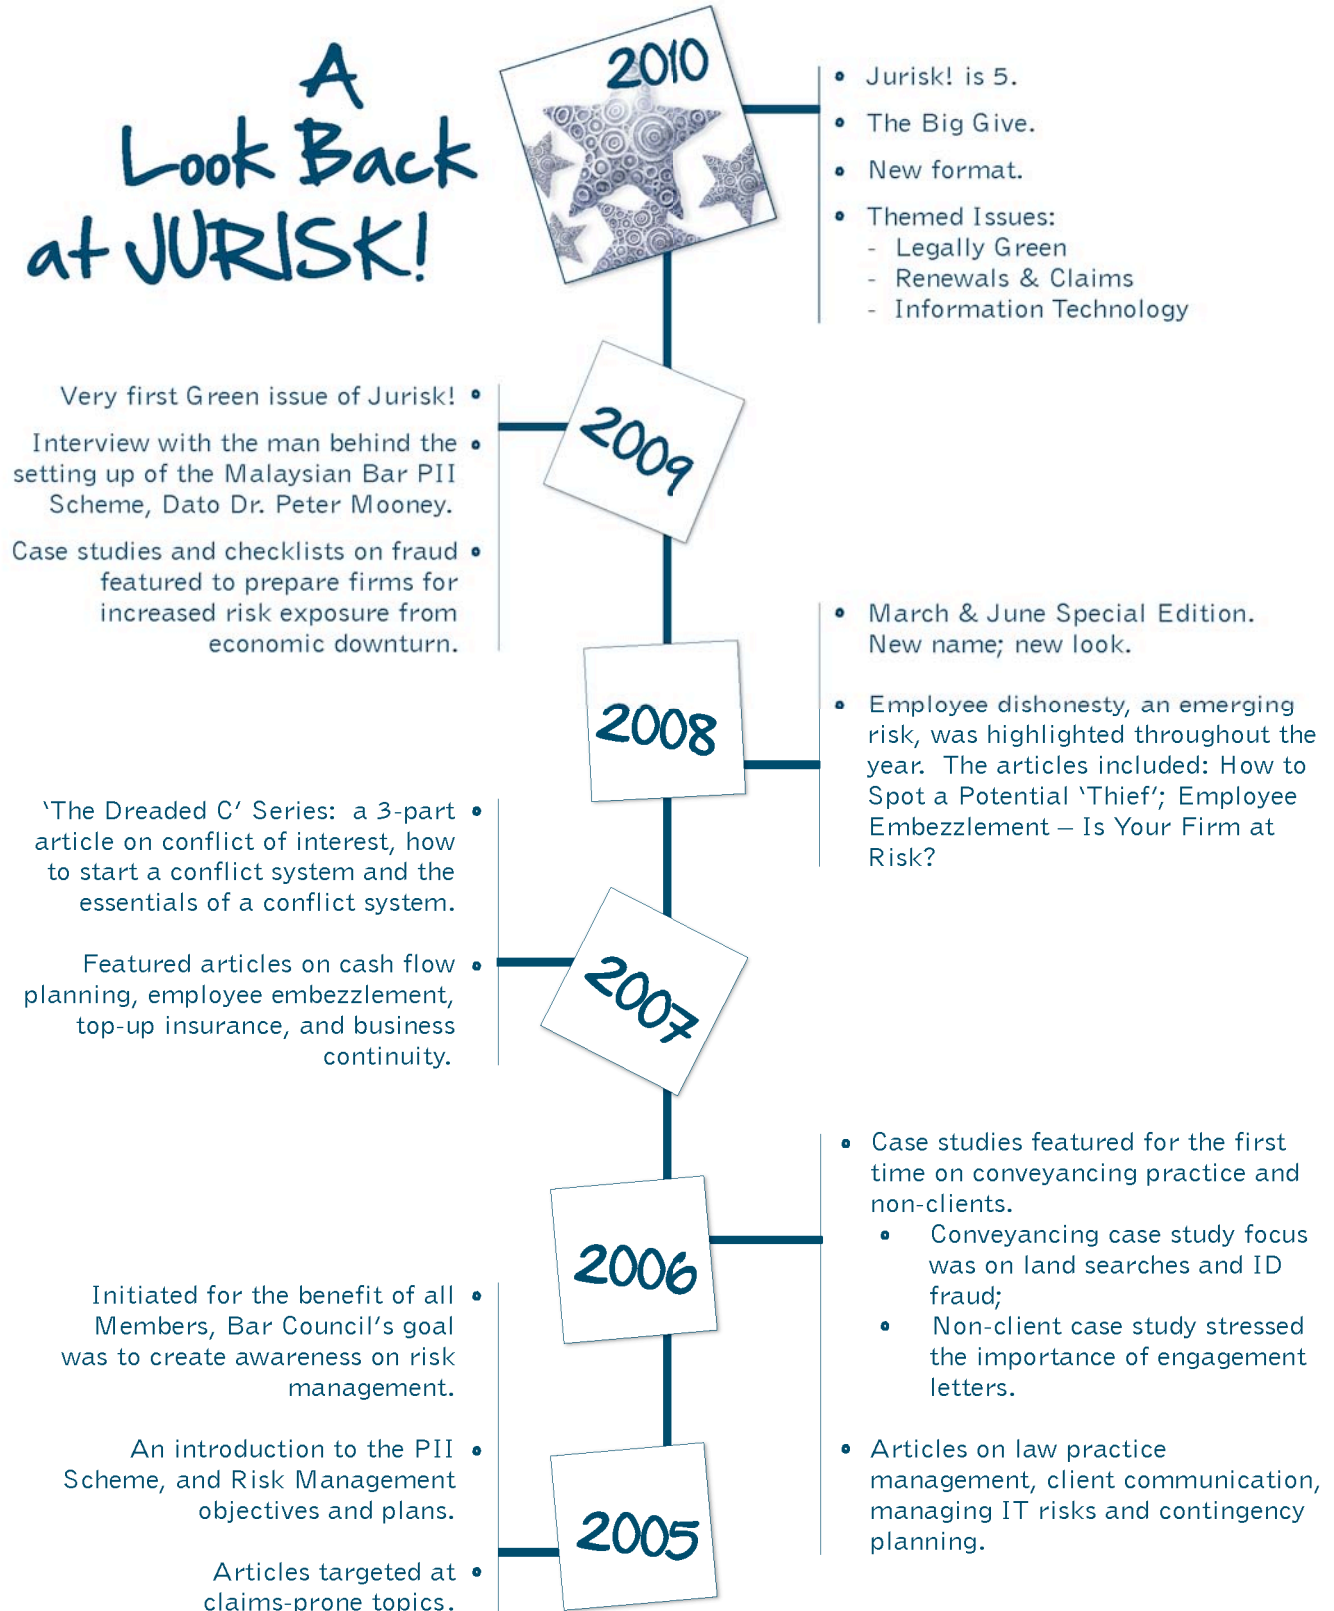 A
Look Back
at JURISK!
2010
Jurisk! is 5.
The Big Give.
New format.
Themed Issues:
- Legally Green
- Renewals & Claims
- Information Technology
2009
Very first Green issue of Jurisk!
Interview with the man behind the
setting up of the Malaysian Bar PII
Scheme, Dato Dr. Peter Mooney.
Case studies and checklists on fraud
featured to prepare firms for
increased risk exposure from
economic downturn.
2008
March & June Special Edition.
New name; new look.
Employee dishonesty, an emerging
risk, was highlighted throughout the
year.  The articles included: How to
Spot a Potential ‘Thief’; Employee
Embezzlement – Is Your Firm at
Risk?
2007
‘The Dreaded C’ Series:  a 3-part
article on conflict of interest, how
to start a conflict system and the
essentials of a conflict system.
Featured articles on cash flow
planning, employee embezzlement,
top-up insurance, and business
continuity.
2006
Case studies featured for the first
time on conveyancing practice and
non-clients.
Conveyancing case study focus
was on land searches and ID
fraud;
Non-client case study stressed
the importance of engagement
letters.
Articles on law practice
management, client communication,
managing IT risks and contingency
planning.
2005
Initiated for the benefit of all
Members, Bar Council’s goal
was to create awareness on risk
management.
An introduction to the PII
Scheme, and Risk Management
objectives and plans.
Articles targeted at
claims-prone topics.